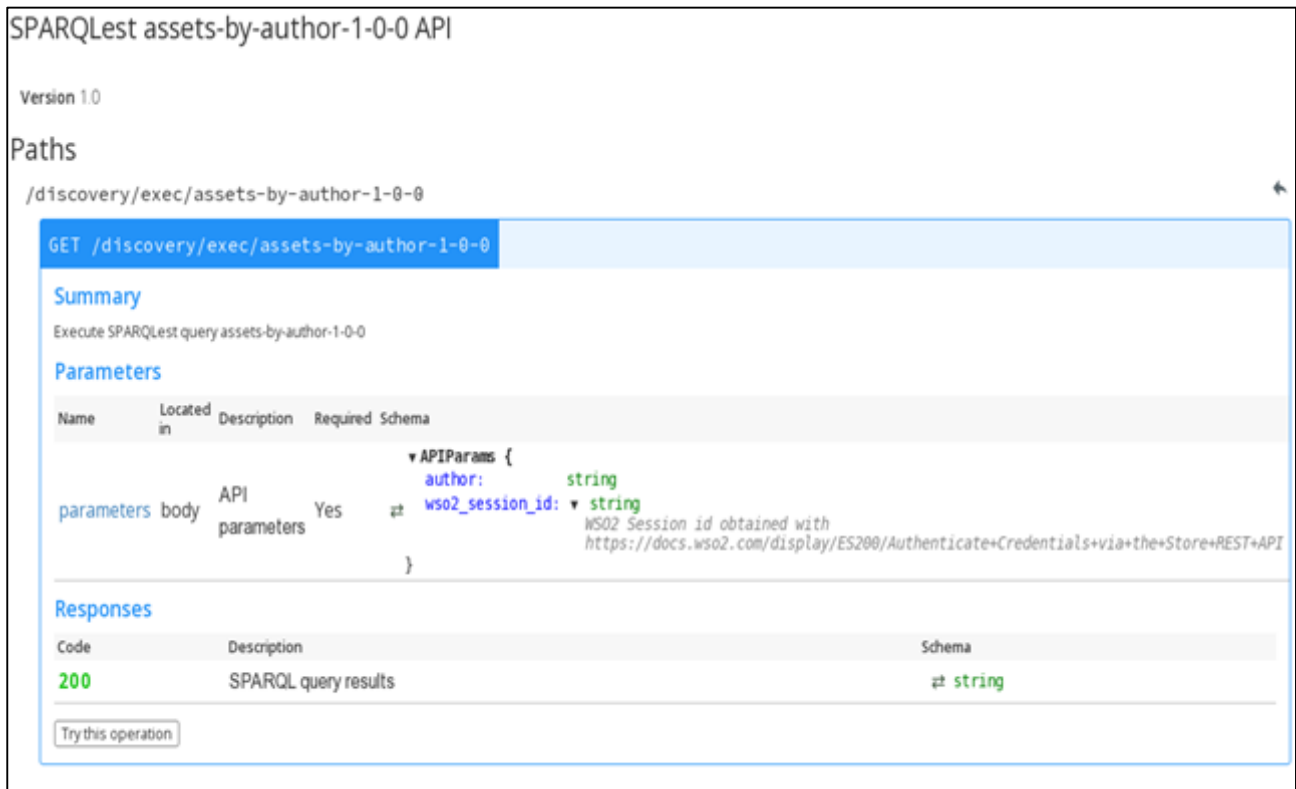 SPARQLest assets-by-author-1-0-0 API
Version 1.0
Paths
/discovery/exec/assets-by-author-1-0-0
GET /discovery/exec/assets-by-author-1-0-0
Summary
Execute SPARQLest query assets-by-author-1-0-0
Parameters
Name Located in Description Required Schema
parameters body API parameters Yes ⇄ ▼ APIParams {
author: string
wso2_session_id: ▼ string
WSO2 Session id obtained with
https://docs.wso2.com/display/ES200/Authenticate+Credentials+via+the+Store+REST+API
}
Responses
Code Description Schema
200 SPARQL query results ⇄ string
Try this operation